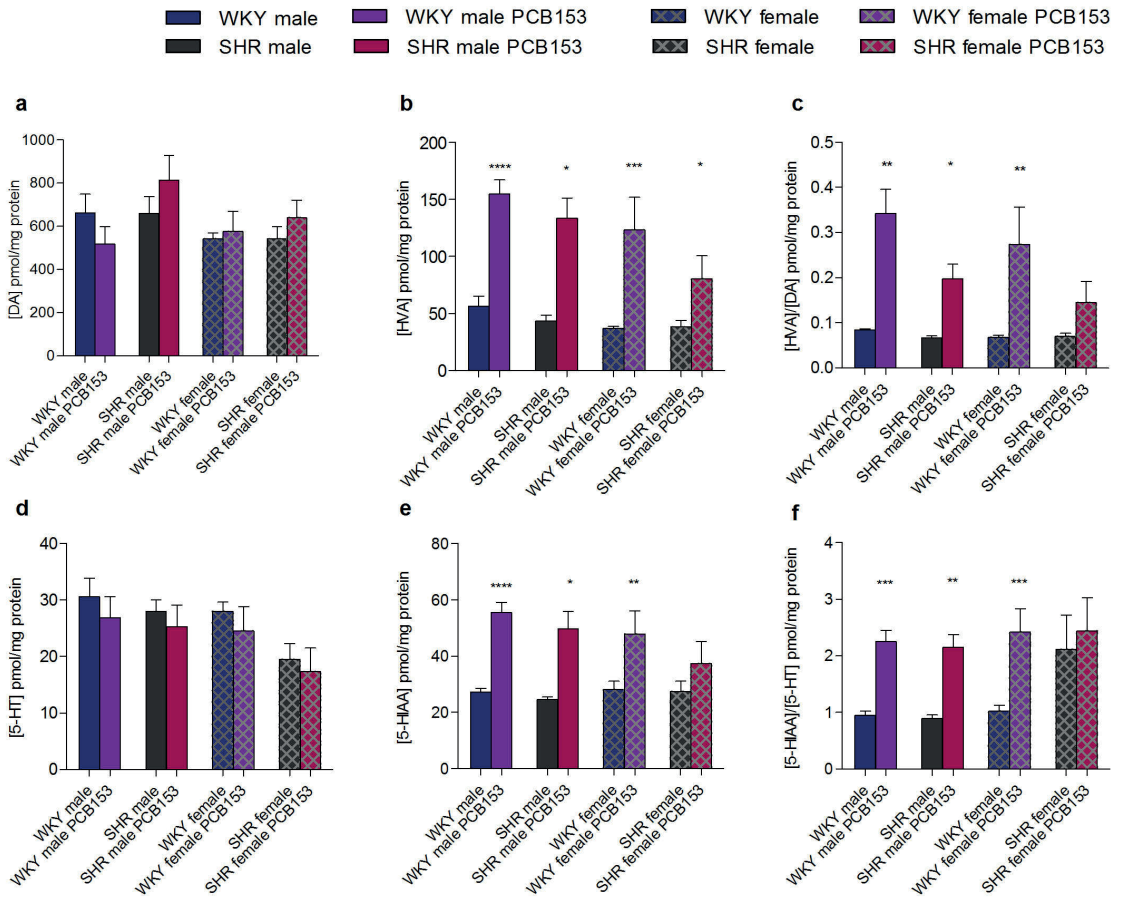 WKY male WKY male PCB153 WKY female WKY female PCB153
SHR male SHR male PCB153 SHR female SHR female PCB153
a
[DA] pmol/mg protein
1000
800
600
400
200
0
WKY male
WKY male PCB153
SHR male
SHR male PCB153
WKY female
WKY female PCB153
SHR female
SHR female PCB153
b
[HVA] pmol/mg protein
200
150
100
50
0
**** * *** *
WKY male
WKY male PCB153
SHR male
SHR male PCB153
WKY female
WKY female PCB153
SHR female
SHR female PCB153
c
[HVA]/[DA] pmol/mg protein
0.5
0.4
0.3
0.2
0.1
0.0
** * **
WKY male
WKY male PCB153
SHR male
SHR male PCB153
WKY female
WKY female PCB153
SHR female
SHR female PCB153
d
[5-HT] pmol/mg protein
40
30
20
10
0
WKY male
WKY male PCB153
SHR male
SHR male PCB153
WKY female
WKY female PCB153
SHR female
SHR female PCB153
e
[5-HIAA] pmol/mg protein
80
60
40
20
0
**** * **
WKY male
WKY male PCB153
SHR male
SHR male PCB153
WKY female
WKY female PCB153
SHR female
SHR female PCB153
f
[5-HIAA]/[5-HT] pmol/mg protein
4
3
2
1
0
*** ** ***
WKY male
WKY male PCB153
SHR male
SHR male PCB153
WKY female
WKY female PCB153
SHR female
SHR female PCB153